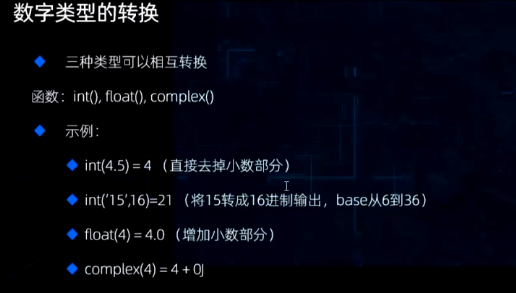 数字类型的转换
三种类型可以相互转换
函数：int(), float(), complex()
示例：
int(4.5) = 4（直接去掉小数部分）
int('15',16)=21（将15转成16进制输出，base从6到36）
float(4) = 4.0（增加小数部分）
complex(4) = 4 + 0J